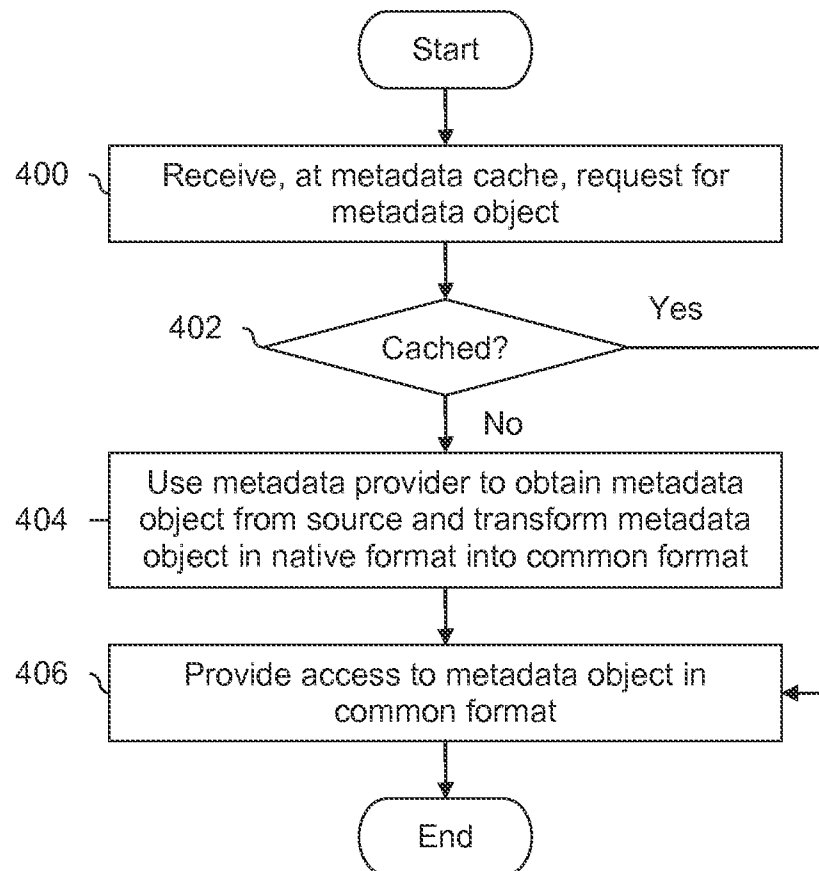 Start
400
Receive, at metadata cache, request for
metadata object
402
Cached?
Yes
No
404
Use metadata provider to obtain metadata
object from source and transform metadata
object in native format into common format
406
Provide access to metadata object in
common format
End